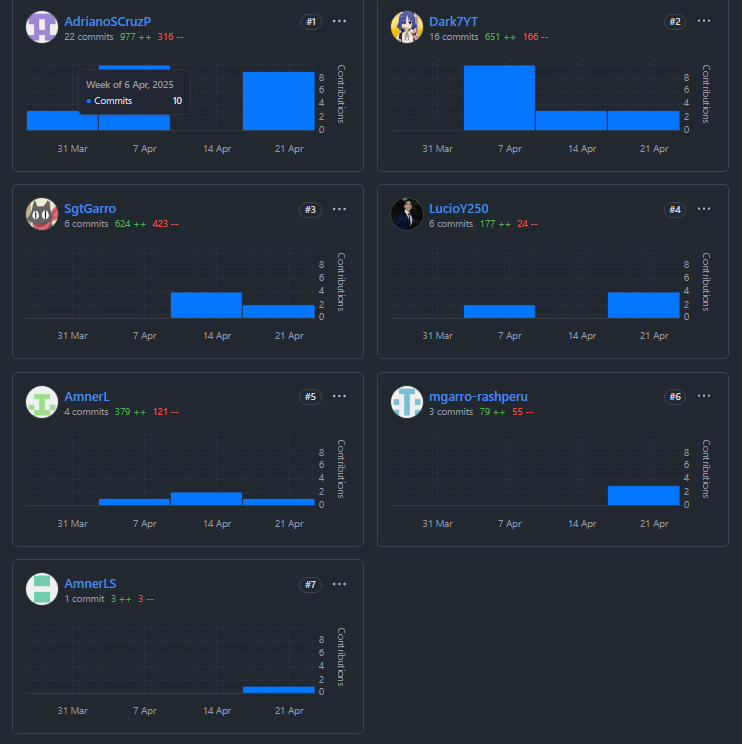 AdrianoSCruzP #1 ···
22 commits 977 ++ 316 --
Week of 6 Apr, 2025
Commits 10
8
6
4
2
0
Contributions
31 Mar 7 Apr 14 Apr 21 Apr
Dark7YT #2 ···
16 commits 651 ++ 166 --
8
6
4
2
0
Contributions
31 Mar 7 Apr 14 Apr 21 Apr
SgtGarro #3 ···
6 commits 624 ++ 423 --
8
6
4
2
0
Contributions
31 Mar 7 Apr 14 Apr 21 Apr
LucioY250 #4 ···
6 commits 177 ++ 24 --
8
6
4
2
0
Contributions
31 Mar 7 Apr 14 Apr 21 Apr
AmnerL #5 ···
4 commits 379 ++ 121 --
8
6
4
2
0
Contributions
31 Mar 7 Apr 14 Apr 21 Apr
mgarro-rashperu #6 ···
3 commits 79 ++ 55 --
8
6
4
2
0
Contributions
31 Mar 7 Apr 14 Apr 21 Apr
AmnerLS #7 ···
1 commit 3 ++ 3 --
8
6
4
2
0
Contributions
31 Mar 7 Apr 14 Apr 21 Apr